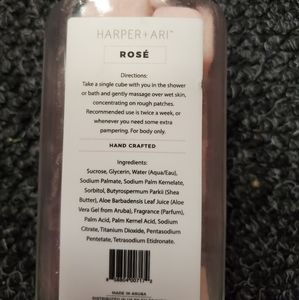 HARPER+ARI™
ROSÉ
Directions:
Take a single cube with you in the shower
or bath and gently massage over wet skin,
concentrating on rough patches.
Recommended use is twice a week, or
whenever you need some extra
pampering. For body only.
HAND CRAFTED
Ingredients:
Sucrose, Glycerin, Water (Aqua/Eau),
Sodium Palmate, Sodium Palm Kernelate,
Sorbitol, Butyrospermum Parkii (Shea
Butter), Aloe Barbadensis Leaf Juice (Aloe
Vera Gel from Aruba), Fragrance (Parfum),
Palm Acid, Palm Kernel Acid, Sodium
Citrate, Titanium Dioxide, Pentasodium
Pentetate, Tetrasodium Etidronate.
MADE IN ARUBA